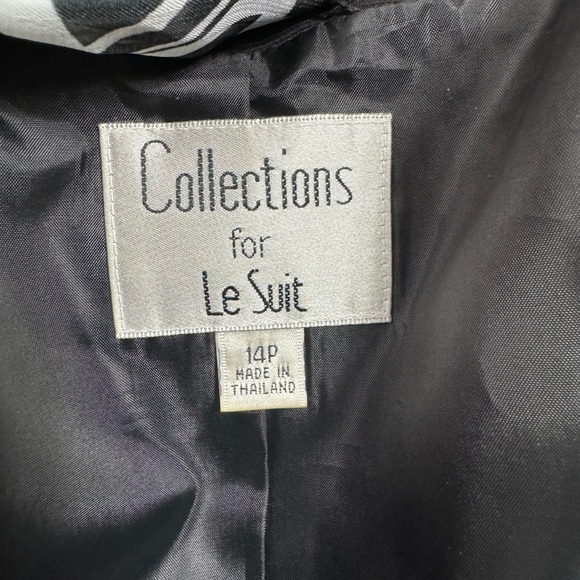 Collections
for
Le Suit
14P
MADE IN
THAILAND